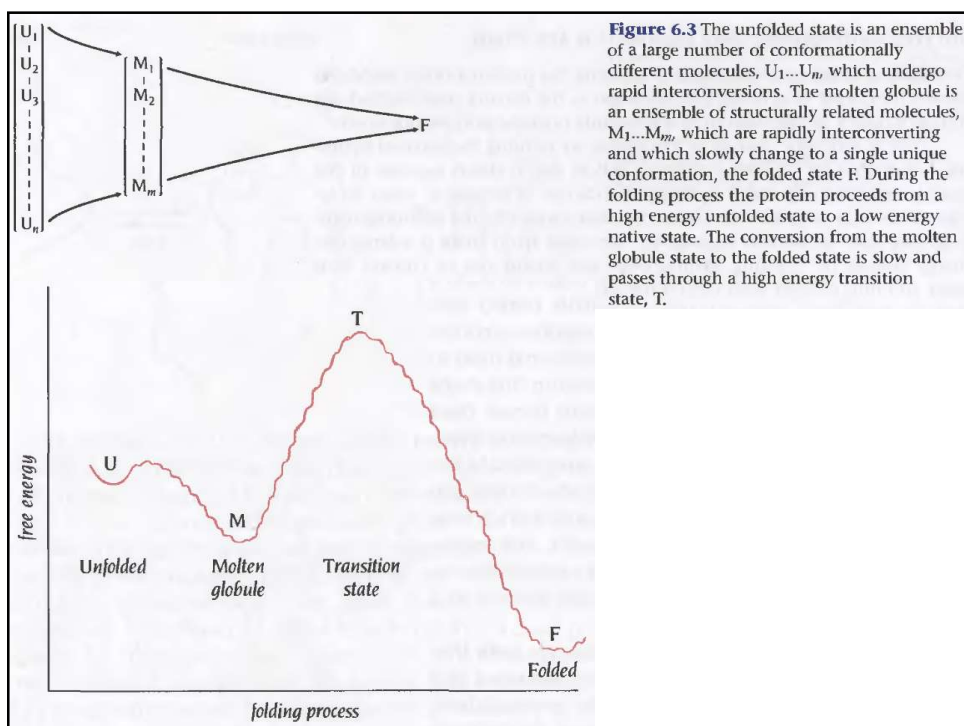 U1
U2
U3
Un
M1
M2
Mm
F
Figure 6.3 The unfolded state is an ensemble
of a large number of conformationally
different molecules, U1...Un, which undergo
rapid interconversions. The molten globule is
an ensemble of structurally related molecules,
M1...Mm, which are rapidly interconverting
and which slowly change to a single unique
conformation, the folded state F. During the
folding process the protein proceeds from a
high energy unfolded state to a low energy
native state. The conversion from the molten
globule state to the folded state is slow and
passes through a high energy transition
state, T.
free energy
T
U
M
Unfolded
Molten
globule
Transition
state
F
Folded
folding process